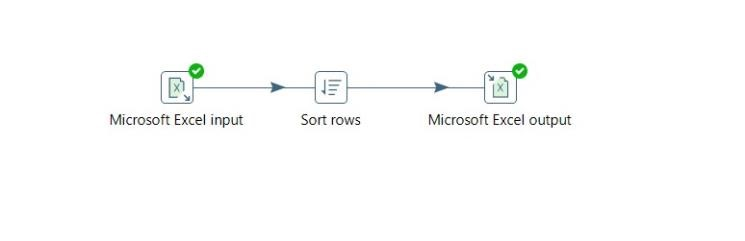 Microsoft Excel input
Sort rows
Microsoft Excel output